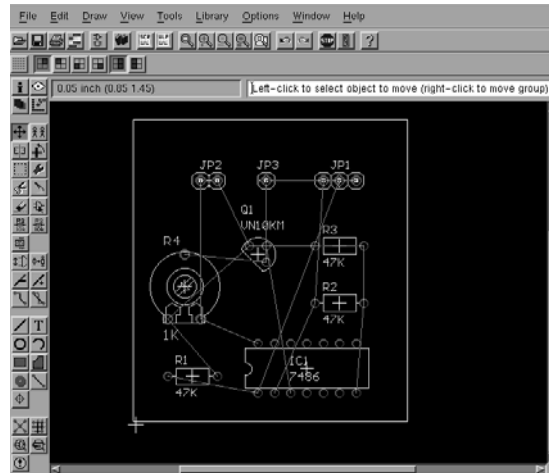 File Edit Draw View Tools Library Options Window Help
0.05 inch (0.85 1.45)
Left-click to select object to move (right-click to move group)
JP2 JP3 JP1
Q1
VN10KM
R4
R3
47K
R2
47K
1K
R1
47K
IC1
7486